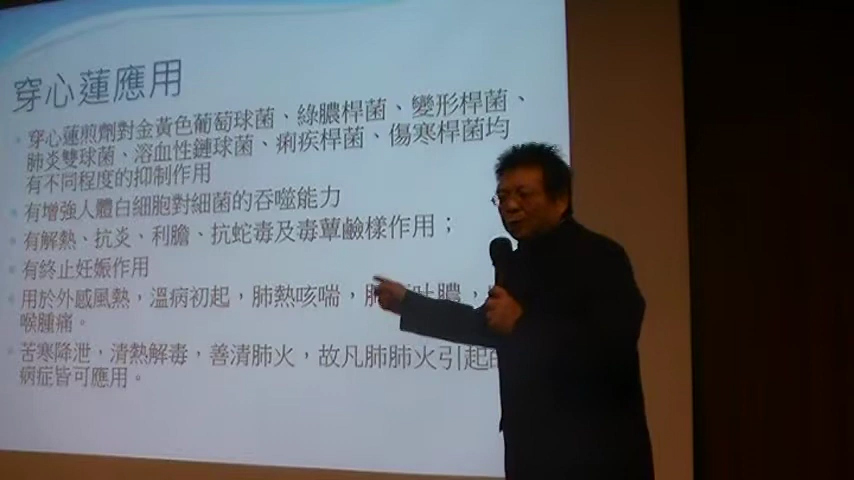 穿心蓮應用
穿心蓮煎劑對金黃色葡萄球菌、綠膿桿菌、變形桿菌、
肺炎雙球菌、溶血性鏈球菌、痢疾桿菌、傷寒桿菌均
有不同程度的抑制作用
有增強人體白細胞對細菌的吞噬能力
有解熱、抗炎、利膽、抗蛇毒及毒蕈鹼樣作用；
有終止妊娠作用
用於外感風熱，溫病初起，肺熱咳喘，肺 吐膿，
喉腫痛。
苦寒降泄，清熱解毒，善清肺火，故凡肺肺火引起的
病症皆可應用。